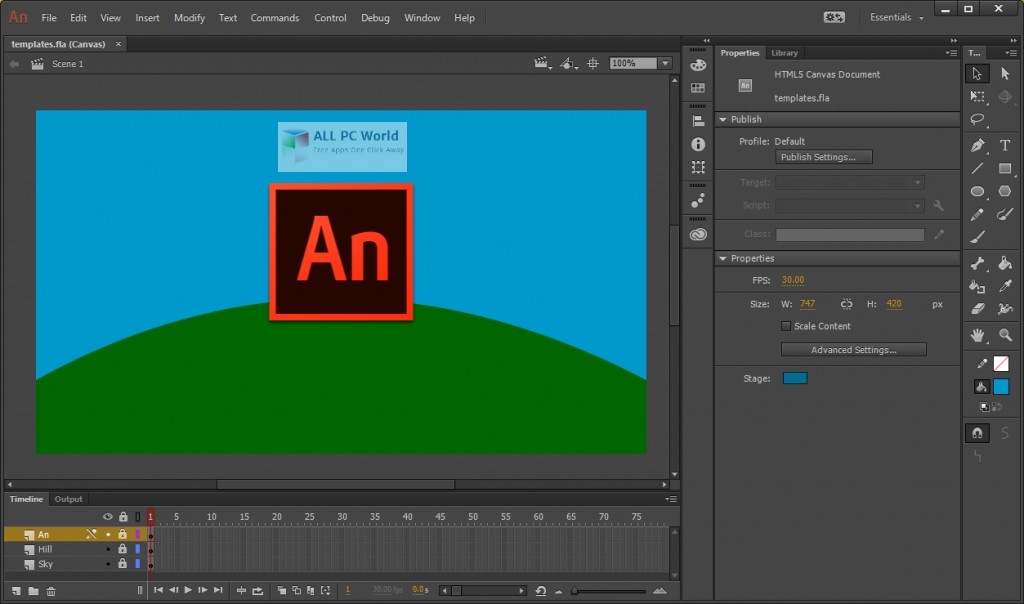 An File Edit View Insert Modify Text Commands Control Debug Window Help Essentials
templates.fla (Canvas) ×
Scene 1
100%
ALL PC World
Free Apps One Click Away
An
Properties Library
HTML5 Canvas Document
An
templates.fla
Publish
Profile: Default
Publish Settings...
Target:
Script:
Class:
Properties
FPS: 30.00
Size: W: 747 H: 420 px
Scale Content
Advanced Settings...
Stage:
T...
T
Timeline Output
1 5 10 15 20 25 30 35 40 45 50 55 60 65 70 75
An
Hill
Sky
1 30.00 fps 0.0 s